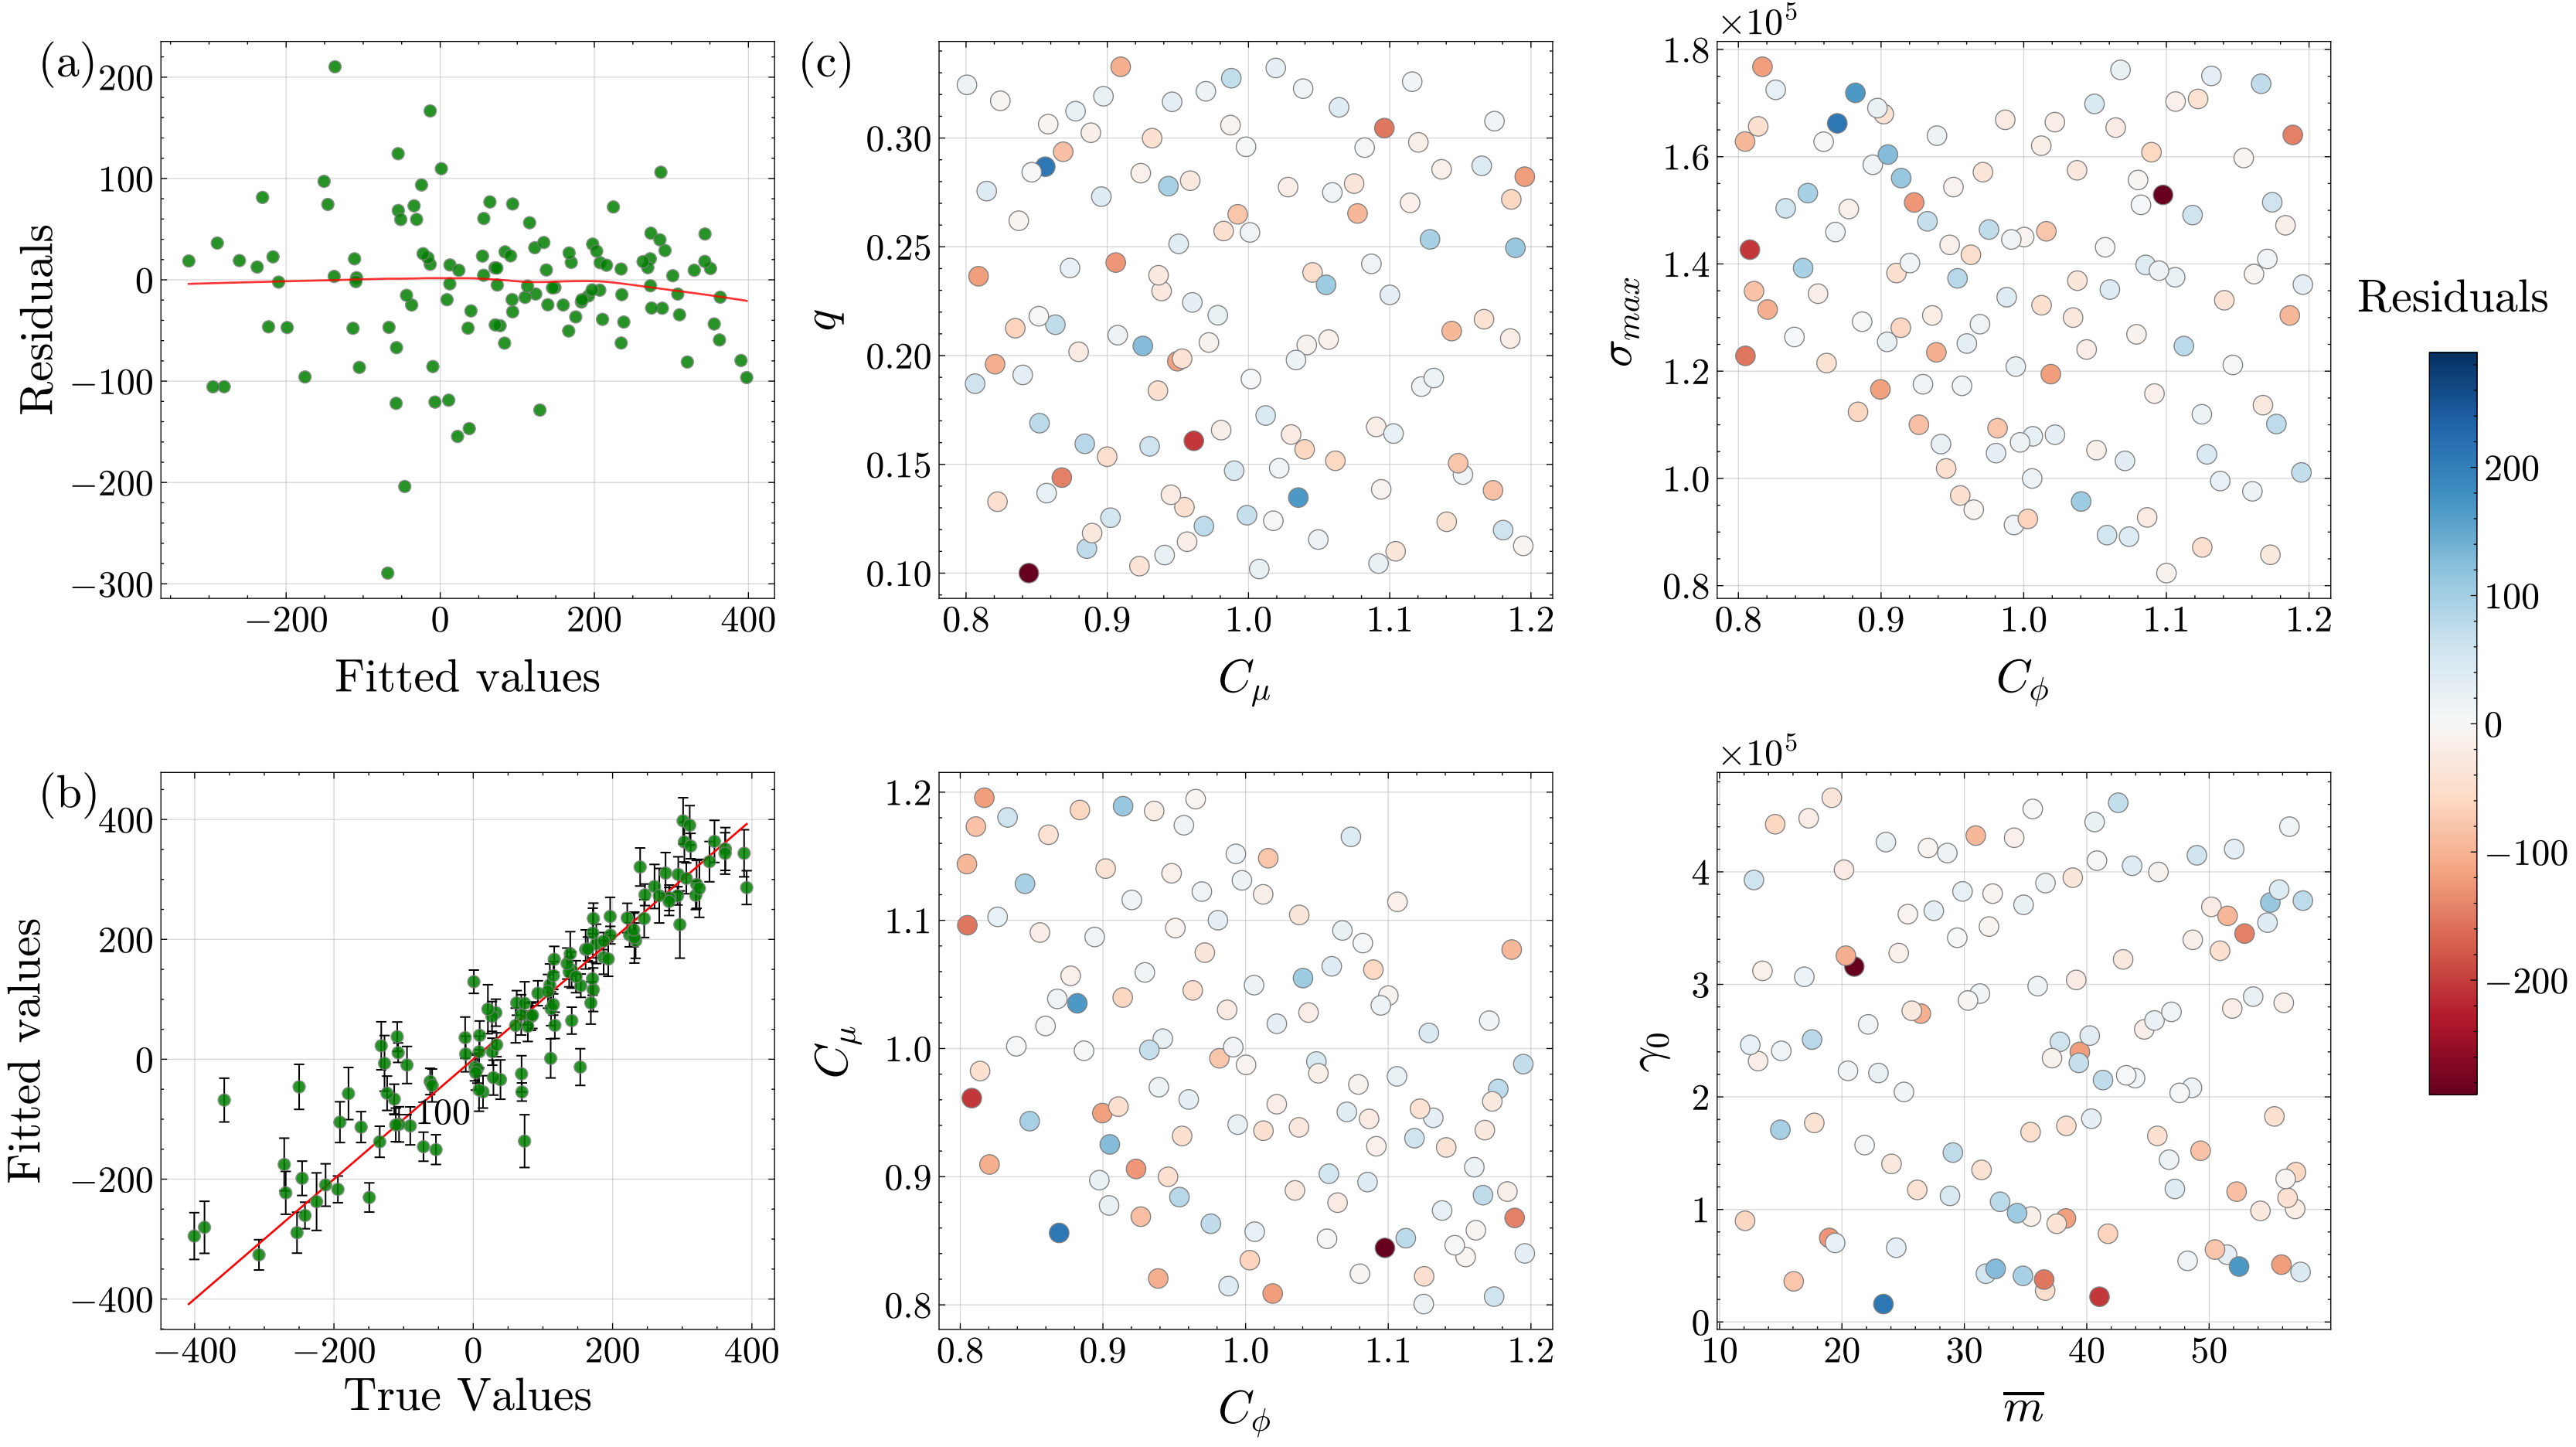 (a)
200
100
0
−100
−200
−300
Residuals
−200 0 200 400
Fitted values
(c)
0.30
0.25
0.20
0.15
0.10
q
0.8 0.9 1.0 1.1 1.2
C_μ
×10^5
1.8
1.6
1.4
1.2
1.0
0.8
σ_max
0.8 0.9 1.0 1.1 1.2
C_ϕ
Residuals
200
100
0
−100
−200
(b)
400
200
0
−200
−400
Fitted values
100
−400 −200 0 200 400
True Values
1.2
1.1
1.0
0.9
0.8
C_μ
0.8 0.9 1.0 1.1 1.2
C_ϕ
×10^5
4
3
2
1
0
γ_0
10 20 30 40 50
m̅